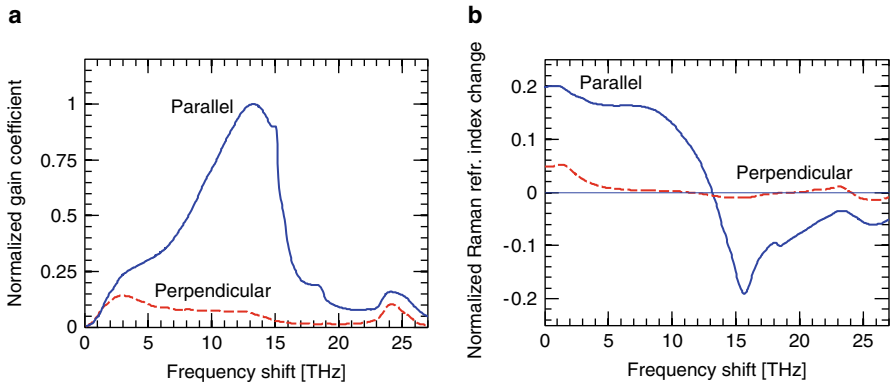 a
Normalized gain coefficient
1
0.75
0.5
0.25
0
Parallel
Perpendicular
0 5 10 15 20 25
Frequency shift [THz]
b
Normalized Raman refr. index change
0.2
0.1
0
-0.1
-0.2
Parallel
Perpendicular
0 5 10 15 20 25
Frequency shift [THz]